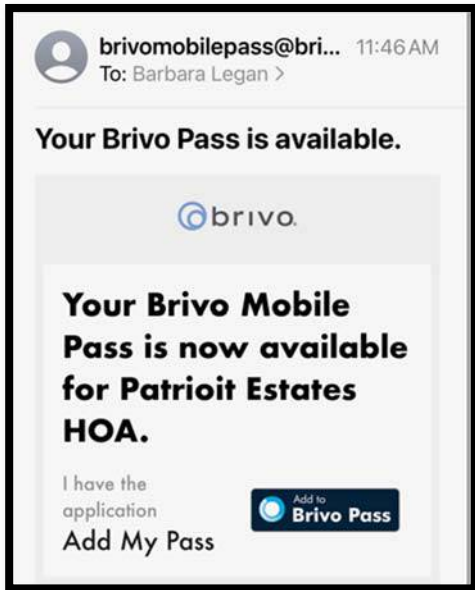 brivomobilepass@bri... 11:46 AM
To: Barbara Legan >
Your Brivo Pass is available.
brivo.
Your Brivo Mobile
Pass is now available
for Patrioit Estates
HOA.
I have the
application
Add My Pass
Add to
Brivo Pass